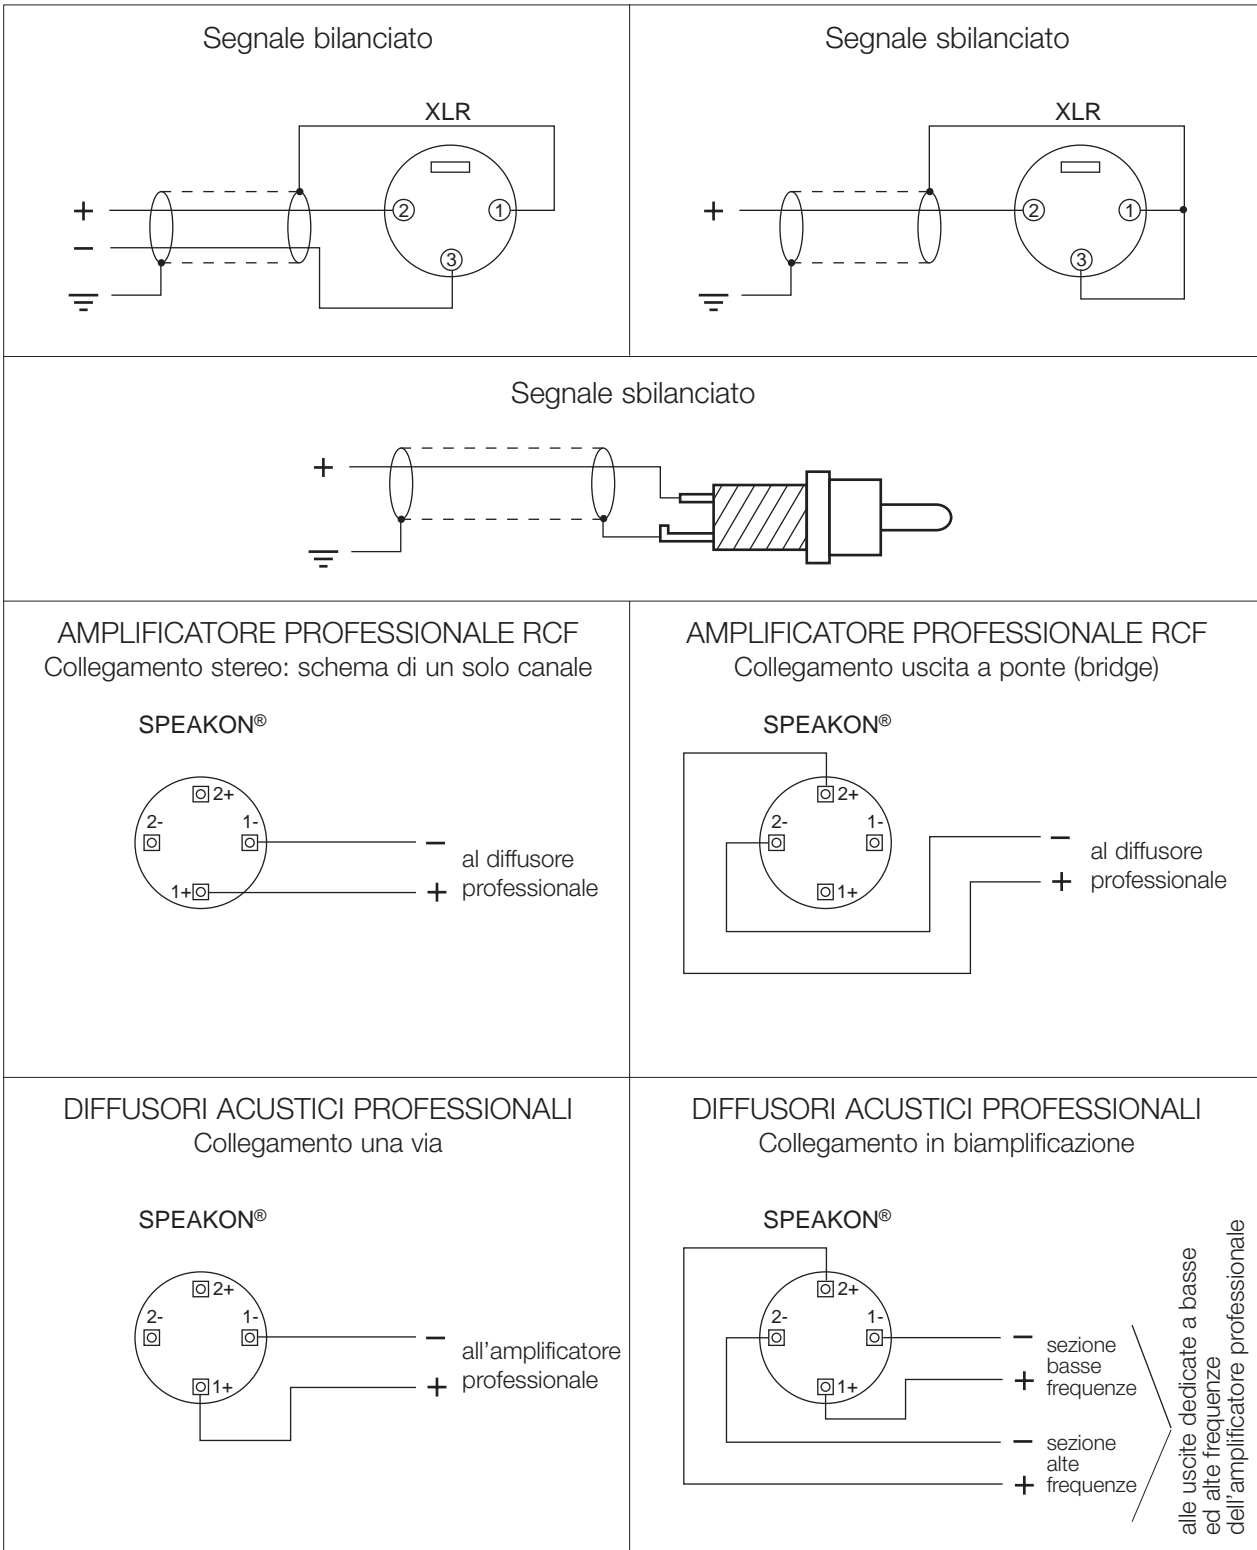 Segnale bilanciato
XLR
+
2
1
−
3
Segnale sbilanciato
XLR
+
2
1
3
Segnale sbilanciato
+
AMPLIFICATORE PROFESSIONALE RCF
Collegamento stereo: schema di un solo canale
SPEAKON®
2+
2-
1-
1+
−
+
al diffusore
professionale
AMPLIFICATORE PROFESSIONALE RCF
Collegamento uscita a ponte (bridge)
SPEAKON®
2+
2-
1-
1+
−
+
al diffusore
professionale
DIFFUSORI ACUSTICI PROFESSIONALI
Collegamento una via
SPEAKON®
2+
2-
1-
1+
−
+
all'amplificatore
professionale
DIFFUSORI ACUSTICI PROFESSIONALI
Collegamento in biamplificazione
SPEAKON®
2+
2-
1-
1+
−
+
sezione
basse
frequenze
−
+
sezione
alte
frequenze
alle uscite dedicate a basse
ed alte frequenze
dell'amplificatore professionale